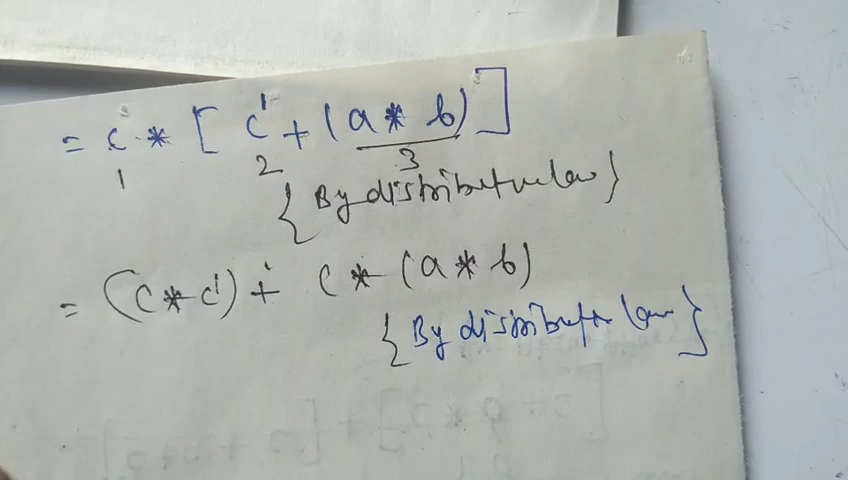 = c * [ c' + (a * b) ]
1 2 3
{ By distributive law }
= (c * c') + c * (a * b)
{ By distributive law }